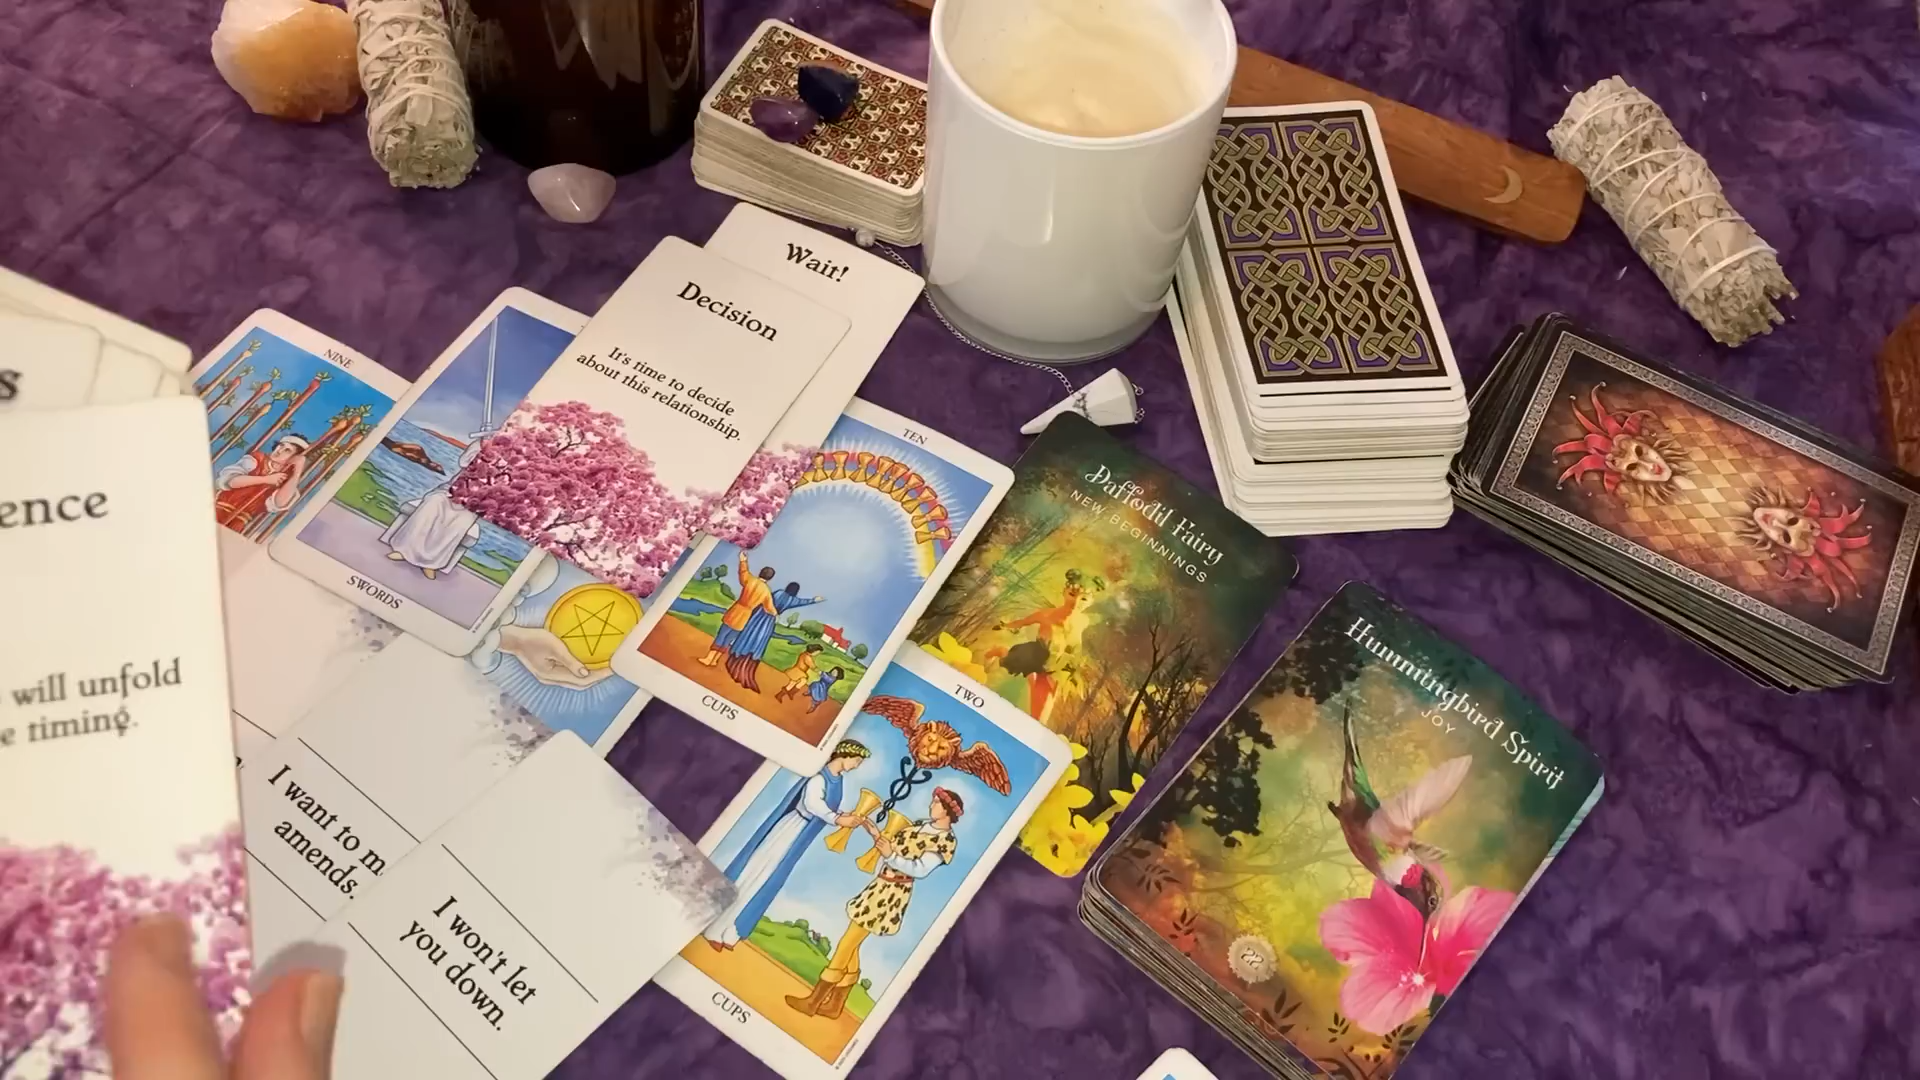 Wait!
Decision
It's time to decide
about this relationship.
NINE
SWORDS
TEN
CUPS
Daffodil Fairy
NEW BEGINNINGS
Hummingbird Spirit
JOY
22
TWO
CUPS
will unfold
timing.
I want to
amends.
I won't let
you down.